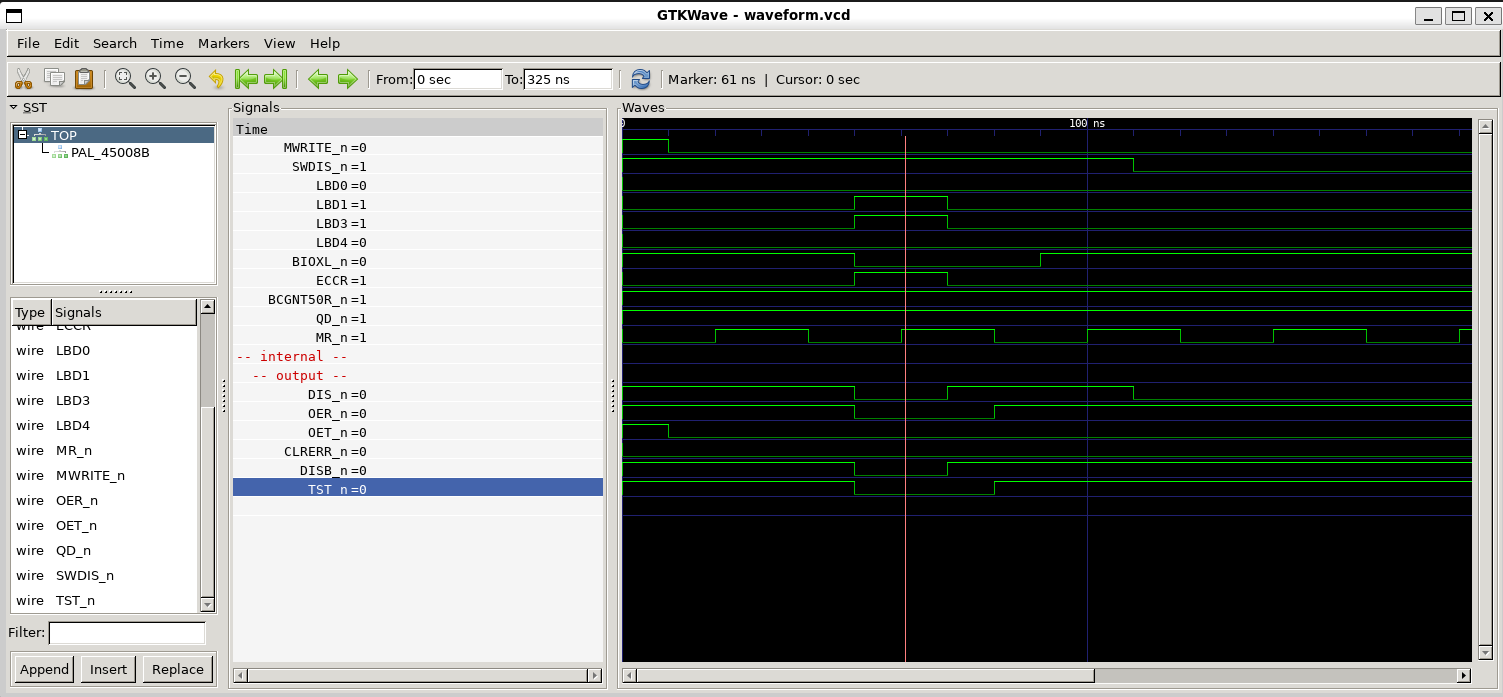 GTKWave - waveform.vcd
File Edit Search Time Markers View Help
From: 0 sec To: 325 ns Marker: 61 ns | Cursor: 0 sec
SST
TOP
PAL_45008B
Type Signals
wire ECCR
wire LBD0
wire LBD1
wire LBD3
wire LBD4
wire MR_n
wire MWRITE_n
wire OER_n
wire OET_n
wire QD_n
wire SWDIS_n
wire TST_n
Filter:
Append Insert Replace
Signals
Time
MWRITE_n=0
SWDIS_n=1
LBD0=0
LBD1=1
LBD3=1
LBD4=0
BIOXL_n=0
ECCR=1
BCGNT50R_n=1
QD_n=1
MR_n=1
-- internal --
-- output --
DIS_n=0
OER_n=0
OET_n=0
CLRERR_n=0
DISB_n=0
TST_n=0
Waves
0 100 ns